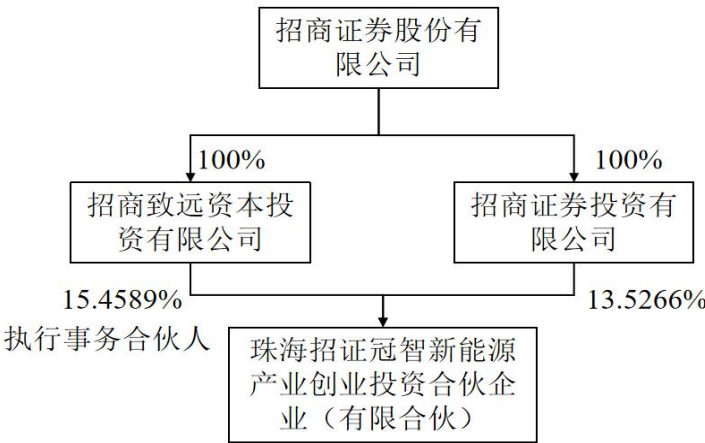 招商证券股份有
限公司
100%
100%
招商致远资本投
资有限公司
招商证券投资有
限公司
15.4589%
13.5266%
执行事务合伙人
珠海招证冠智新能源
产业创业投资合伙企
业（有限合伙）